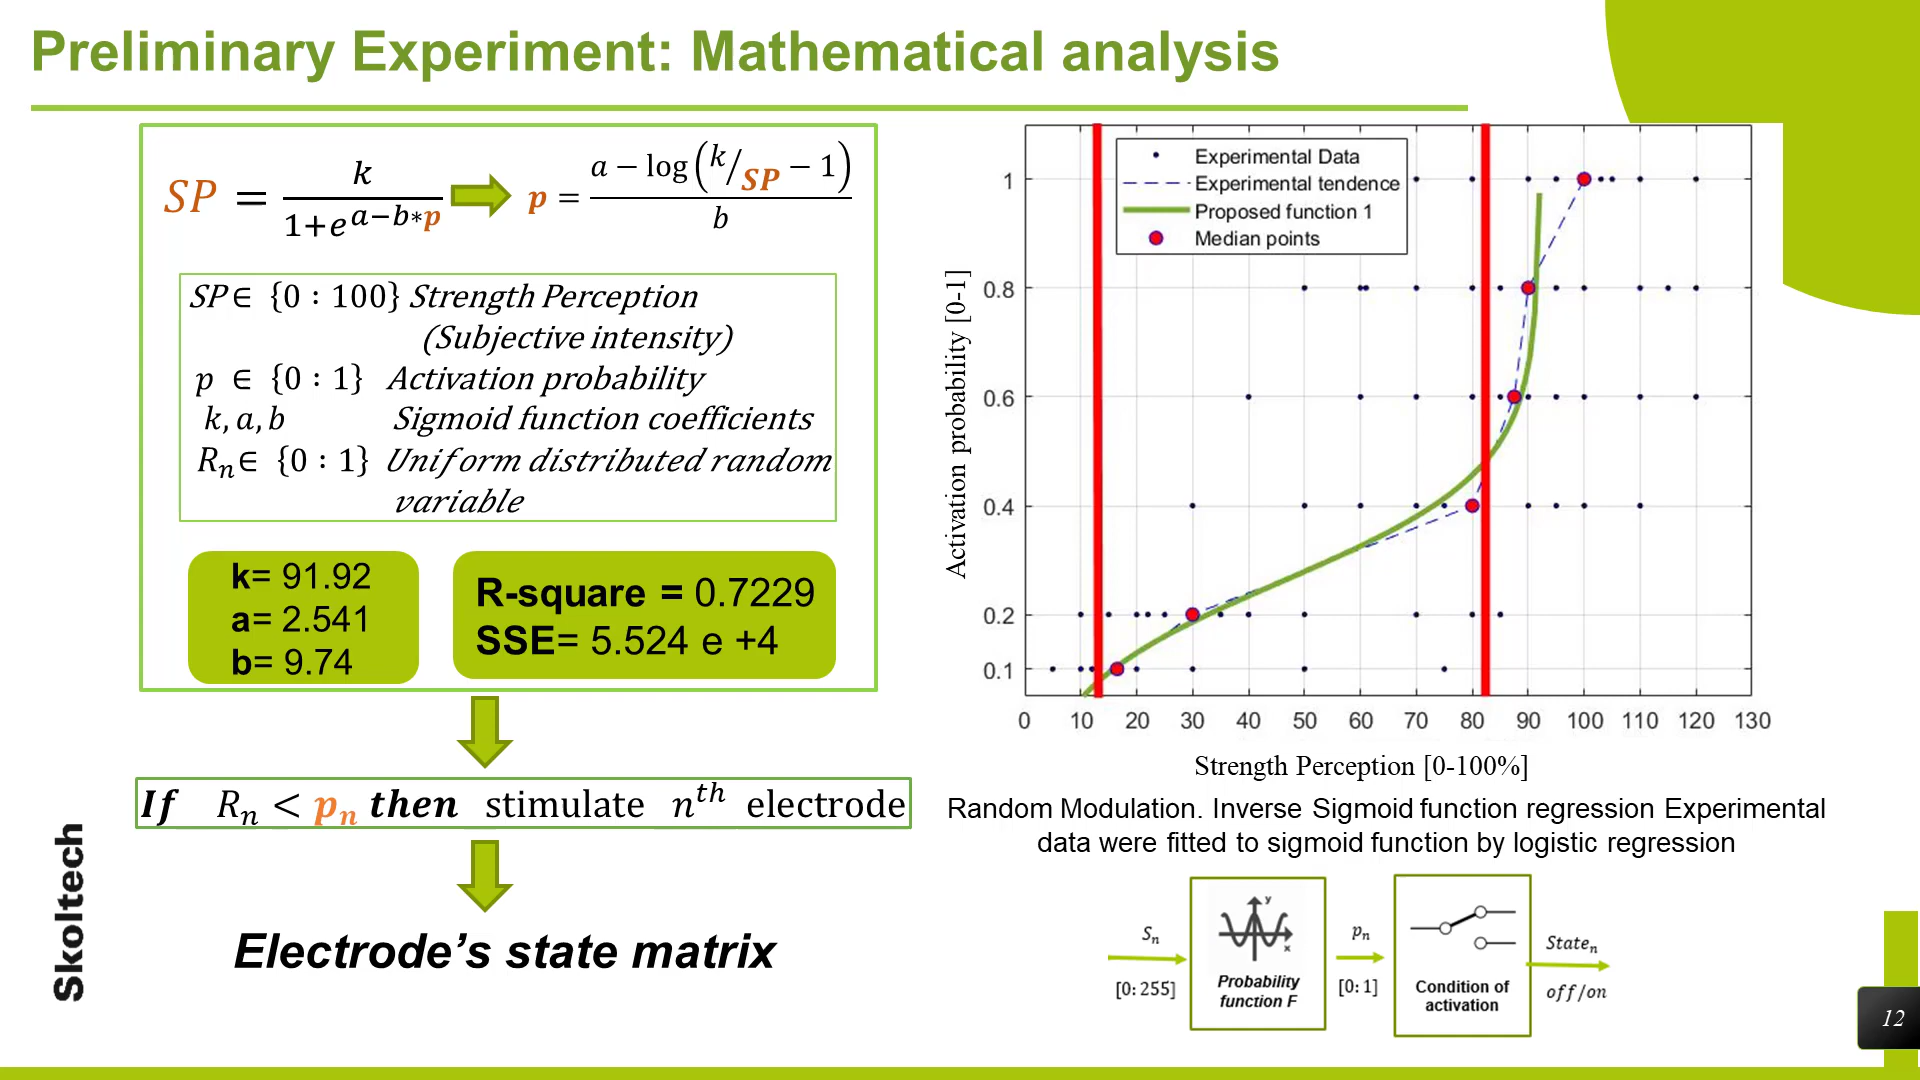 Preliminary Experiment: Mathematical analysis
SP = k / 1+e^{a−b*p}
p = a − log(k/SP − 1) / b
SP ∈ {0 : 100} Strength Perception
(Subjective intensity)
p ∈ {0 : 1} Activation probability
k, a, b Sigmoid function coefficients
R_n ∈ {0 : 1} Uniform distributed random
variable
k= 91.92
a= 2.541
b= 9.74
R-square = 0.7229
SSE= 5.524 e +4
If R_n < p_n then stimulate n^th electrode
Electrode's state matrix
Skoltech
Experimental Data
Experimental tendence
Proposed function 1
Median points
Activation probability [0-1]
1
0.8
0.6
0.4
0.2
0.1
0 10 20 30 40 50 60 70 80 90 100 110 120 130
Strength Perception [0-100%]
Random Modulation. Inverse Sigmoid function regression Experimental
data were fitted to sigmoid function by logistic regression
S_n
[0: 255]
y
x
Probability
function F
p_n
[0: 1]
Condition of
activation
State_n
off/on
12